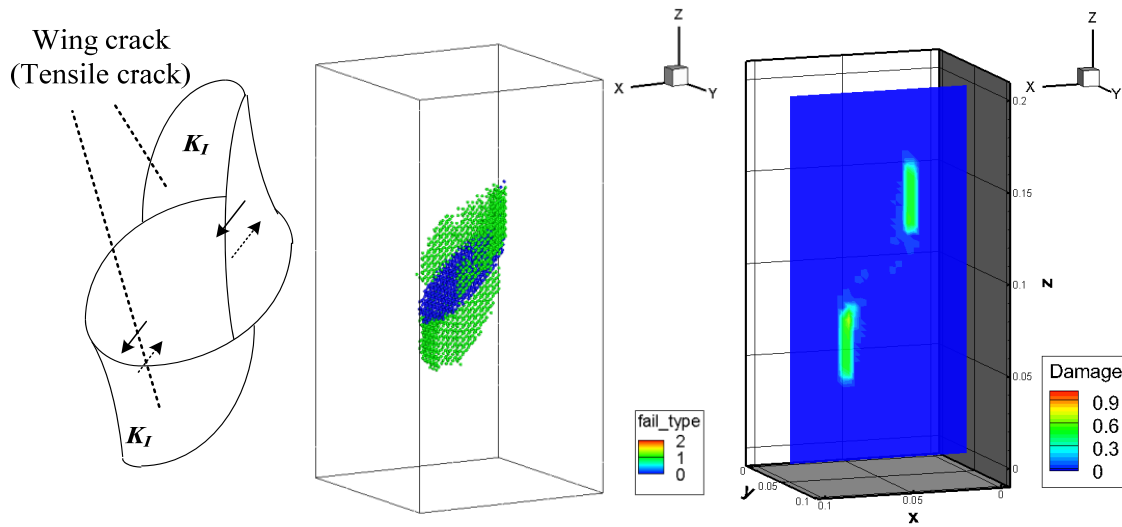 Wing crack
(Tensile crack)
K_I
K_I
Z
X
Y
fail_type
2
1
0
Z
X
Y
0.2
0.15
0.1
0.05
0
z
0
0.05
0.1
y
0.1
0.05
0
x
Damage
0.9
0.6
0.3
0